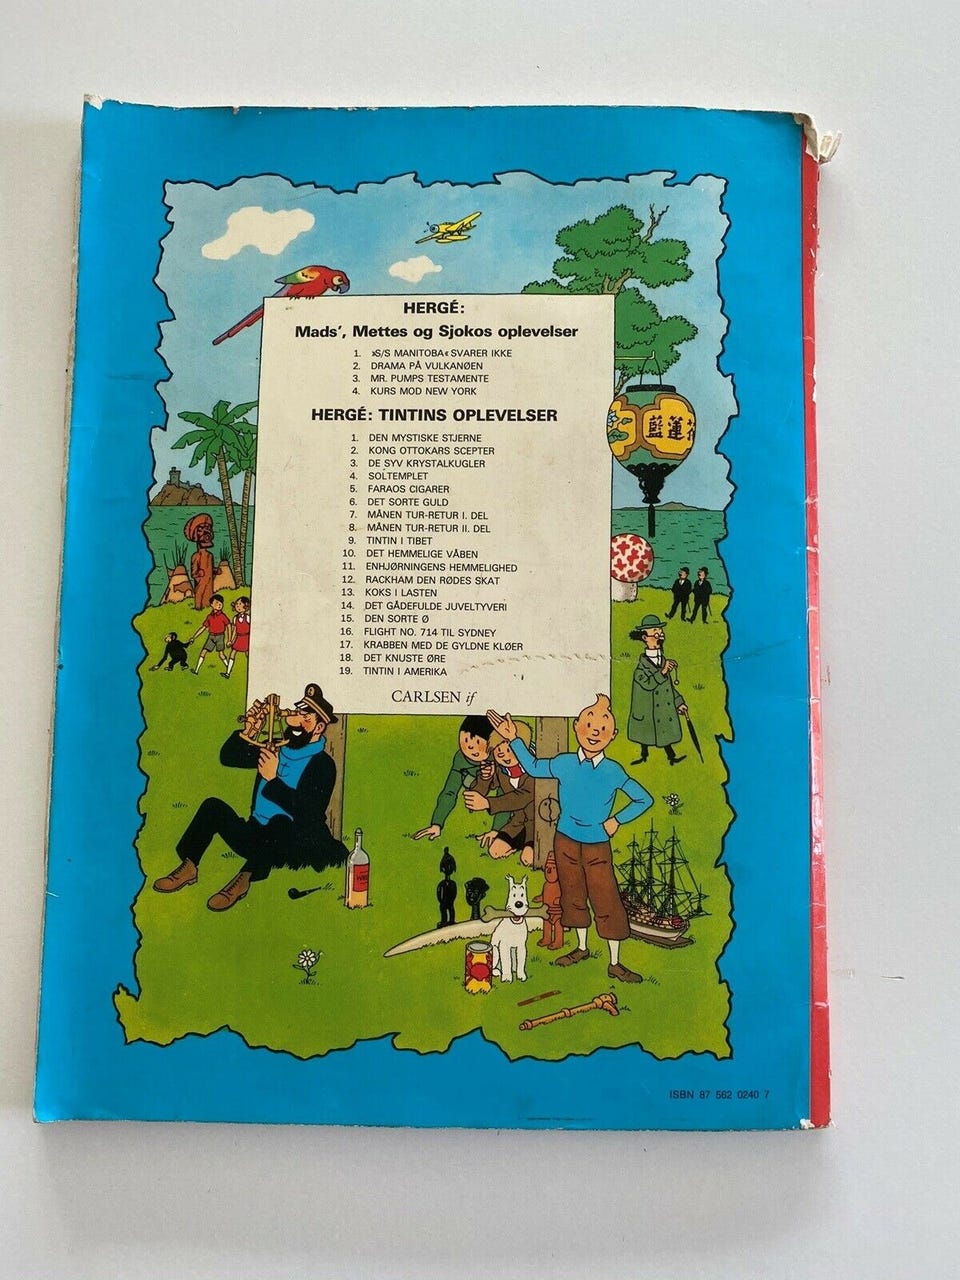 HERGÉ:
Mads', Mettes og Sjokos oplevelser
1. »S/S MANITOBA« SVARER IKKE
2. DRAMA PÅ VULKANØEN
3. MR. PUMPS TESTAMENTE
4. KURS MOD NEW YORK
HERGÉ: TINTINS OPLEVELSER
1. DEN MYSTISKE STJERNE
2. KONG OTTOKARS SCEPTER
3. DE SYV KRYSTALKUGLER
4. SOLTEMPLET
5. FARAOS CIGARER
6. DET SORTE GULD
7. MÅNEN TUR-RETUR I. DEL
8. MÅNEN TUR-RETUR II. DEL
9. TINTIN I TIBET
10. DET HEMMELIGE VÅBEN
11. ENHJØRNINGENS HEMMELIGHED
12. RACKHAM DEN RØDES SKAT
13. KOKS I LASTEN
14. DET GÅDEFULDE JUVELTYVERI
15. DEN SORTE Ø
16. FLIGHT NO. 714 TIL SYDNEY
17. KRABBEN MED DE GYLDNE KLØER
18. DET KNUSTE ØRE
19. TINTIN I AMERIKA
CARLSEN if
藍蓮花
ISBN 87 562 0240 7